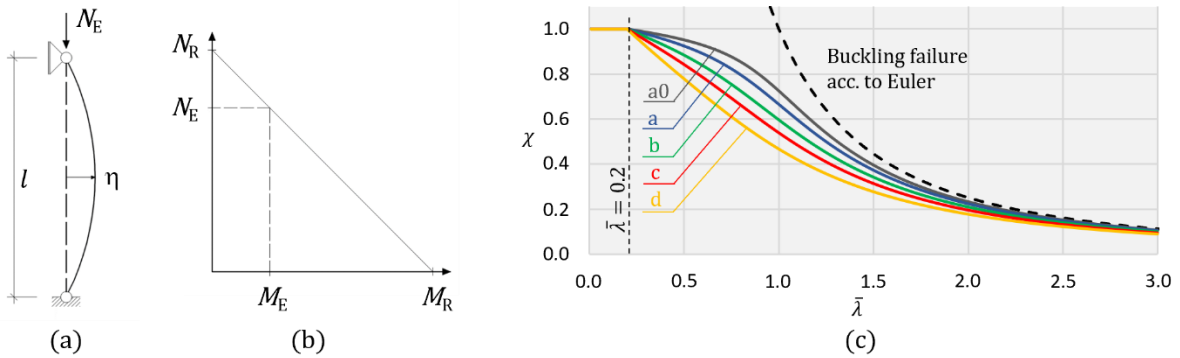 N_E
l
η
(a)
N_R
N_E
M_E
M_R
(b)
1.0
0.8
0.6
0.4
0.2
0.0
χ
Buckling failure
acc. to Euler
a0
a
b
c
d
λ̄ = 0.2
0.0 0.5 1.0 1.5 2.0 2.5 3.0
λ̄
(c)